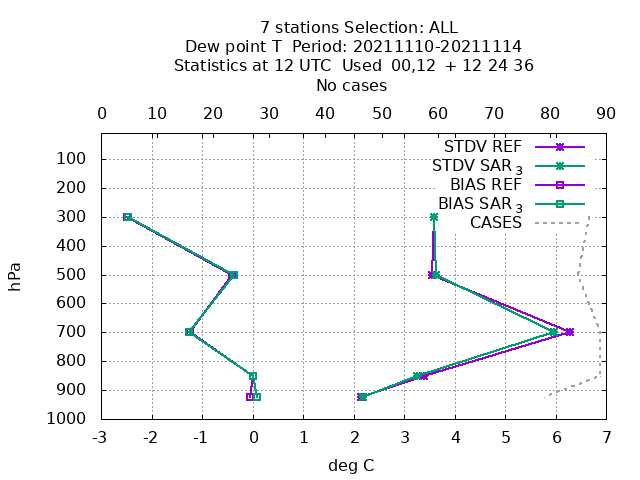 7 stations Selection: ALL
Dew point T  Period: 20211110-20211114
Statistics at 12 UTC  Used  00,12  + 12 24 36
No cases
0 10 20 30 40 50 60 70 80 90
STDV REF
STDV SAR 3
BIAS REF
BIAS SAR 3
CASES
100
200
300
400
500
600
700
800
900
1000
hPa
-3 -2 -1 0 1 2 3 4 5 6 7
deg C